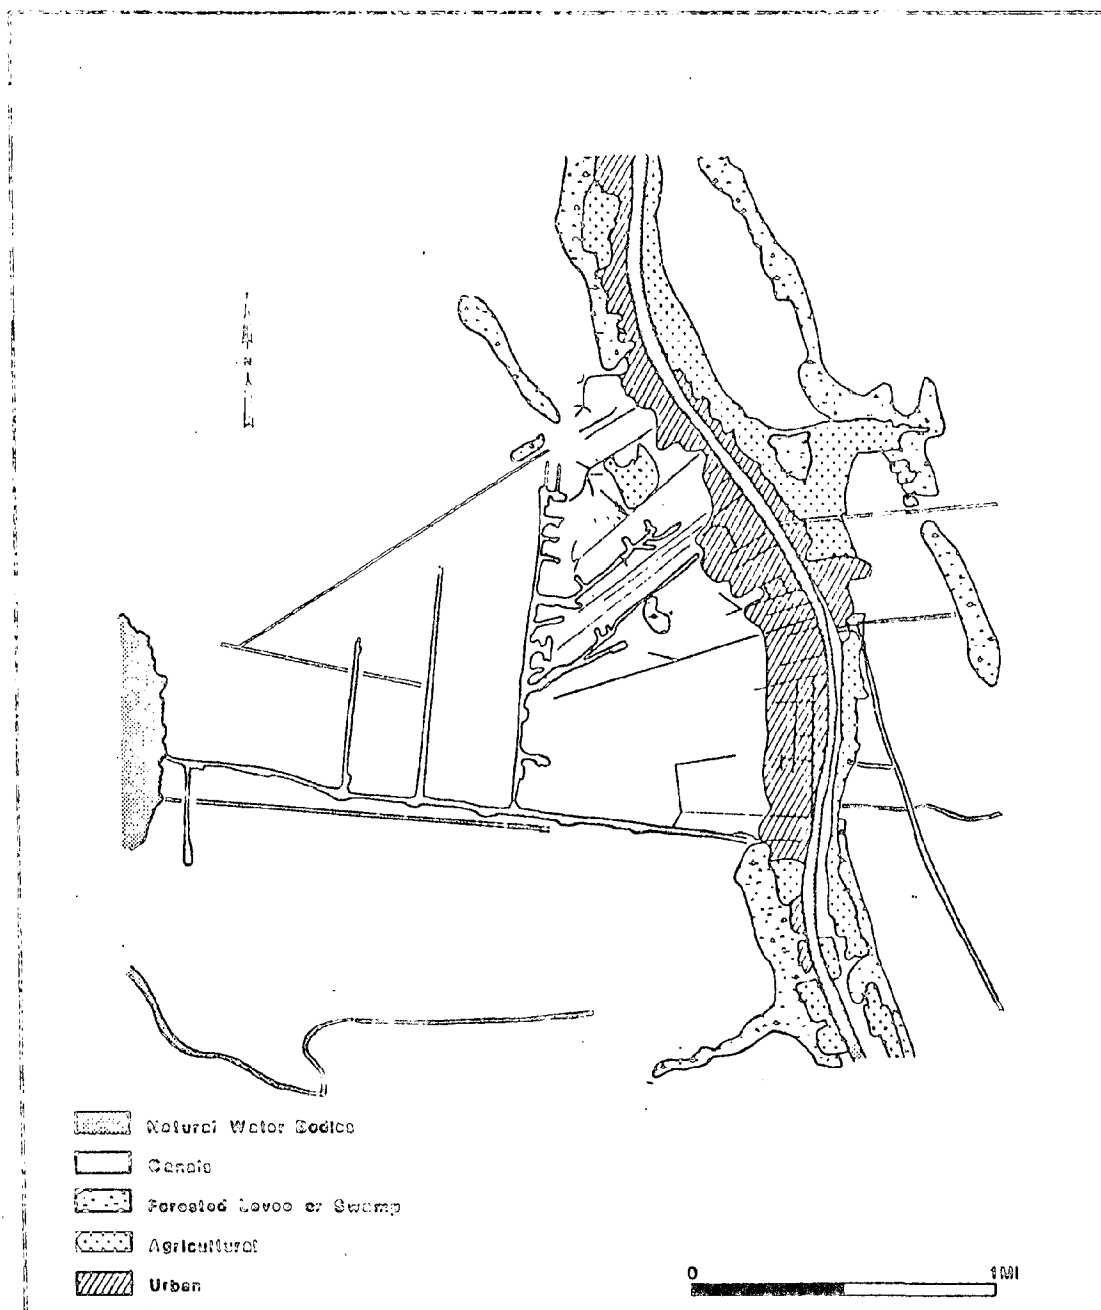 N
Natural Water Bodies
Canals
Forested Levee or Swamp
Agricultural
Urban
0 1MI